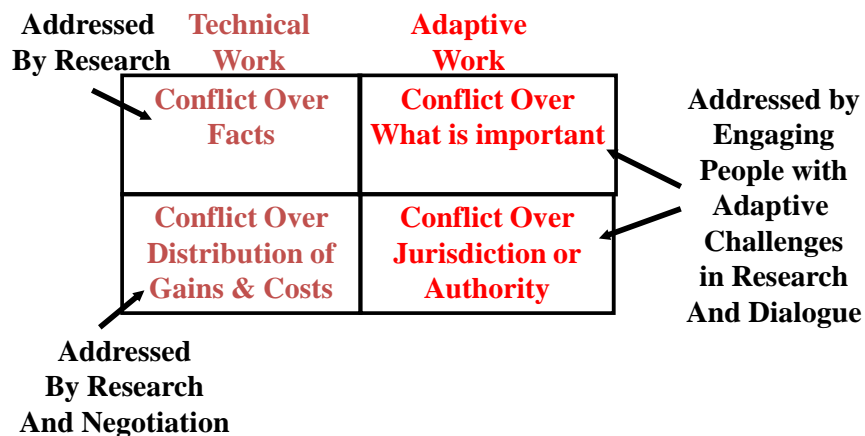 Addressed
By Research
Technical
Work
Adaptive
Work
Conflict Over
Facts
Conflict Over
What is important
Conflict Over
Distribution of
Gains & Costs
Conflict Over
Jurisdiction or
Authority
Addressed by
Engaging
People with
Adaptive
Challenges
in Research
And Dialogue
Addressed
By Research
And Negotiation